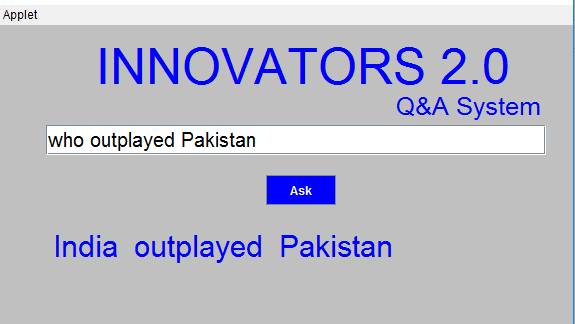 Applet
INNOVATORS 2.0
Q&A System
who outplayed Pakistan
Ask
India outplayed Pakistan